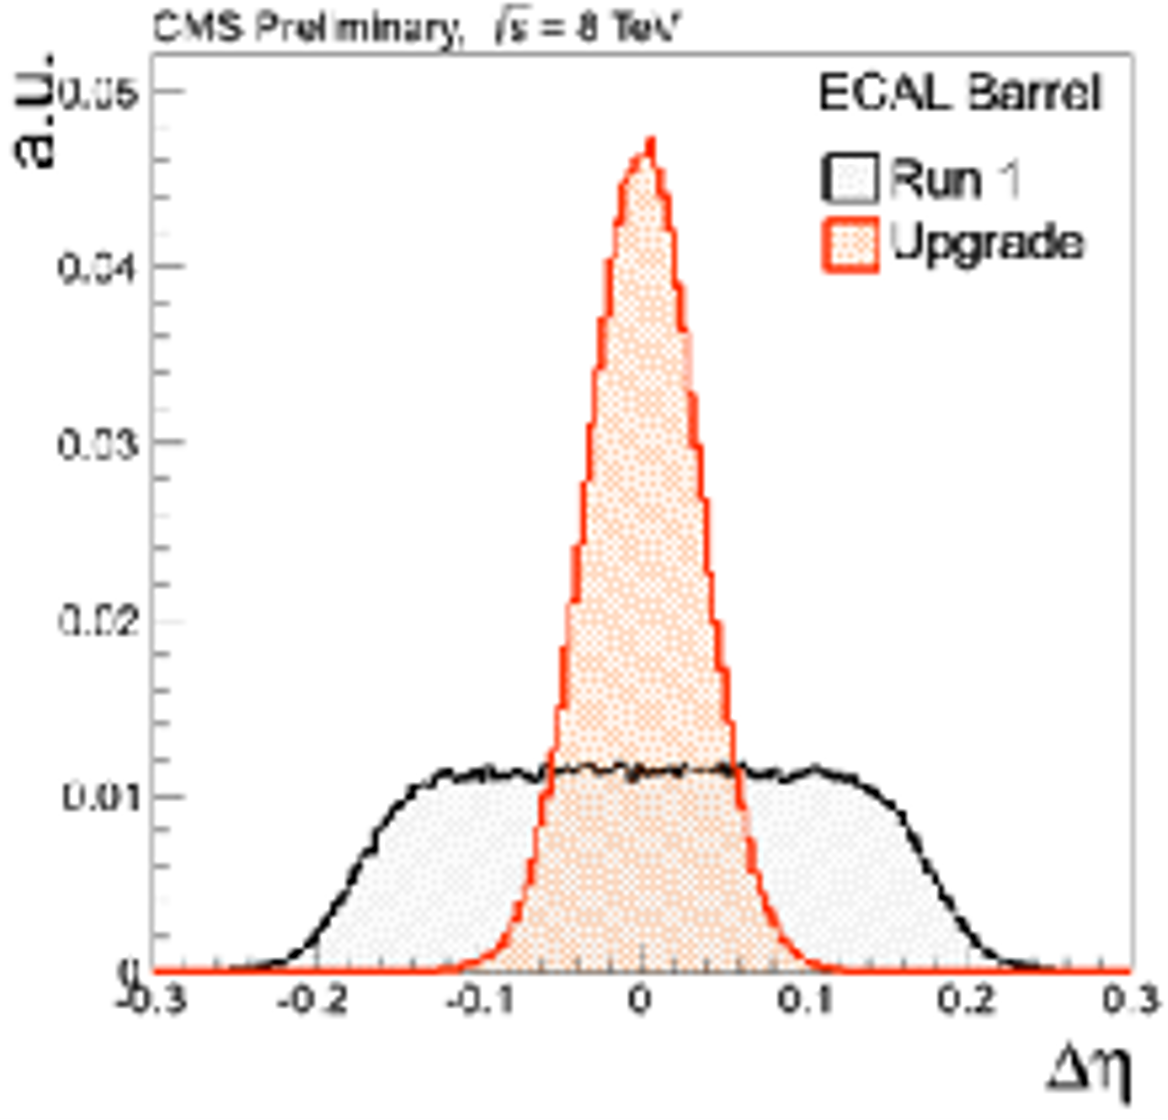 CMS Preliminary, √s = 8 TeV
a.u.
ECAL Barrel
Run 1
Upgrade
0.05
0.04
0.03
0.02
0.01
0
-0.3 -0.2 -0.1 0 0.1 0.2 0.3
Δη